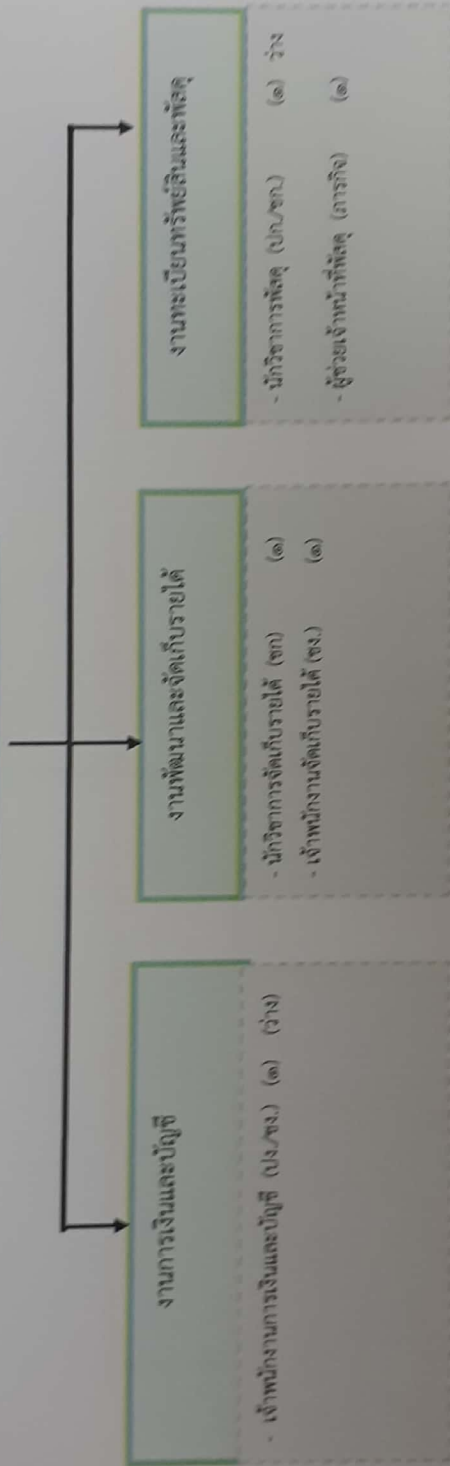 งานการเงินและบัญชี
- เจ้าพนักงานการเงินและบัญชี (ปง./ชง.) (๑) (ว่าง)
งานพัฒนาและจัดเก็บรายได้
- นักวิชาการจัดเก็บรายได้ (ชก) (๑)
- เจ้าพนักงานจัดเก็บรายได้ (ชง.) (๑)
งานทะเบียนทรัพย์สินและพัสดุ
- นักวิชาการพัสดุ (ปก./ชก.) (๑) ว่าง
- ผู้ช่วยเจ้าหน้าที่พัสดุ (ภารกิจ) (๑)